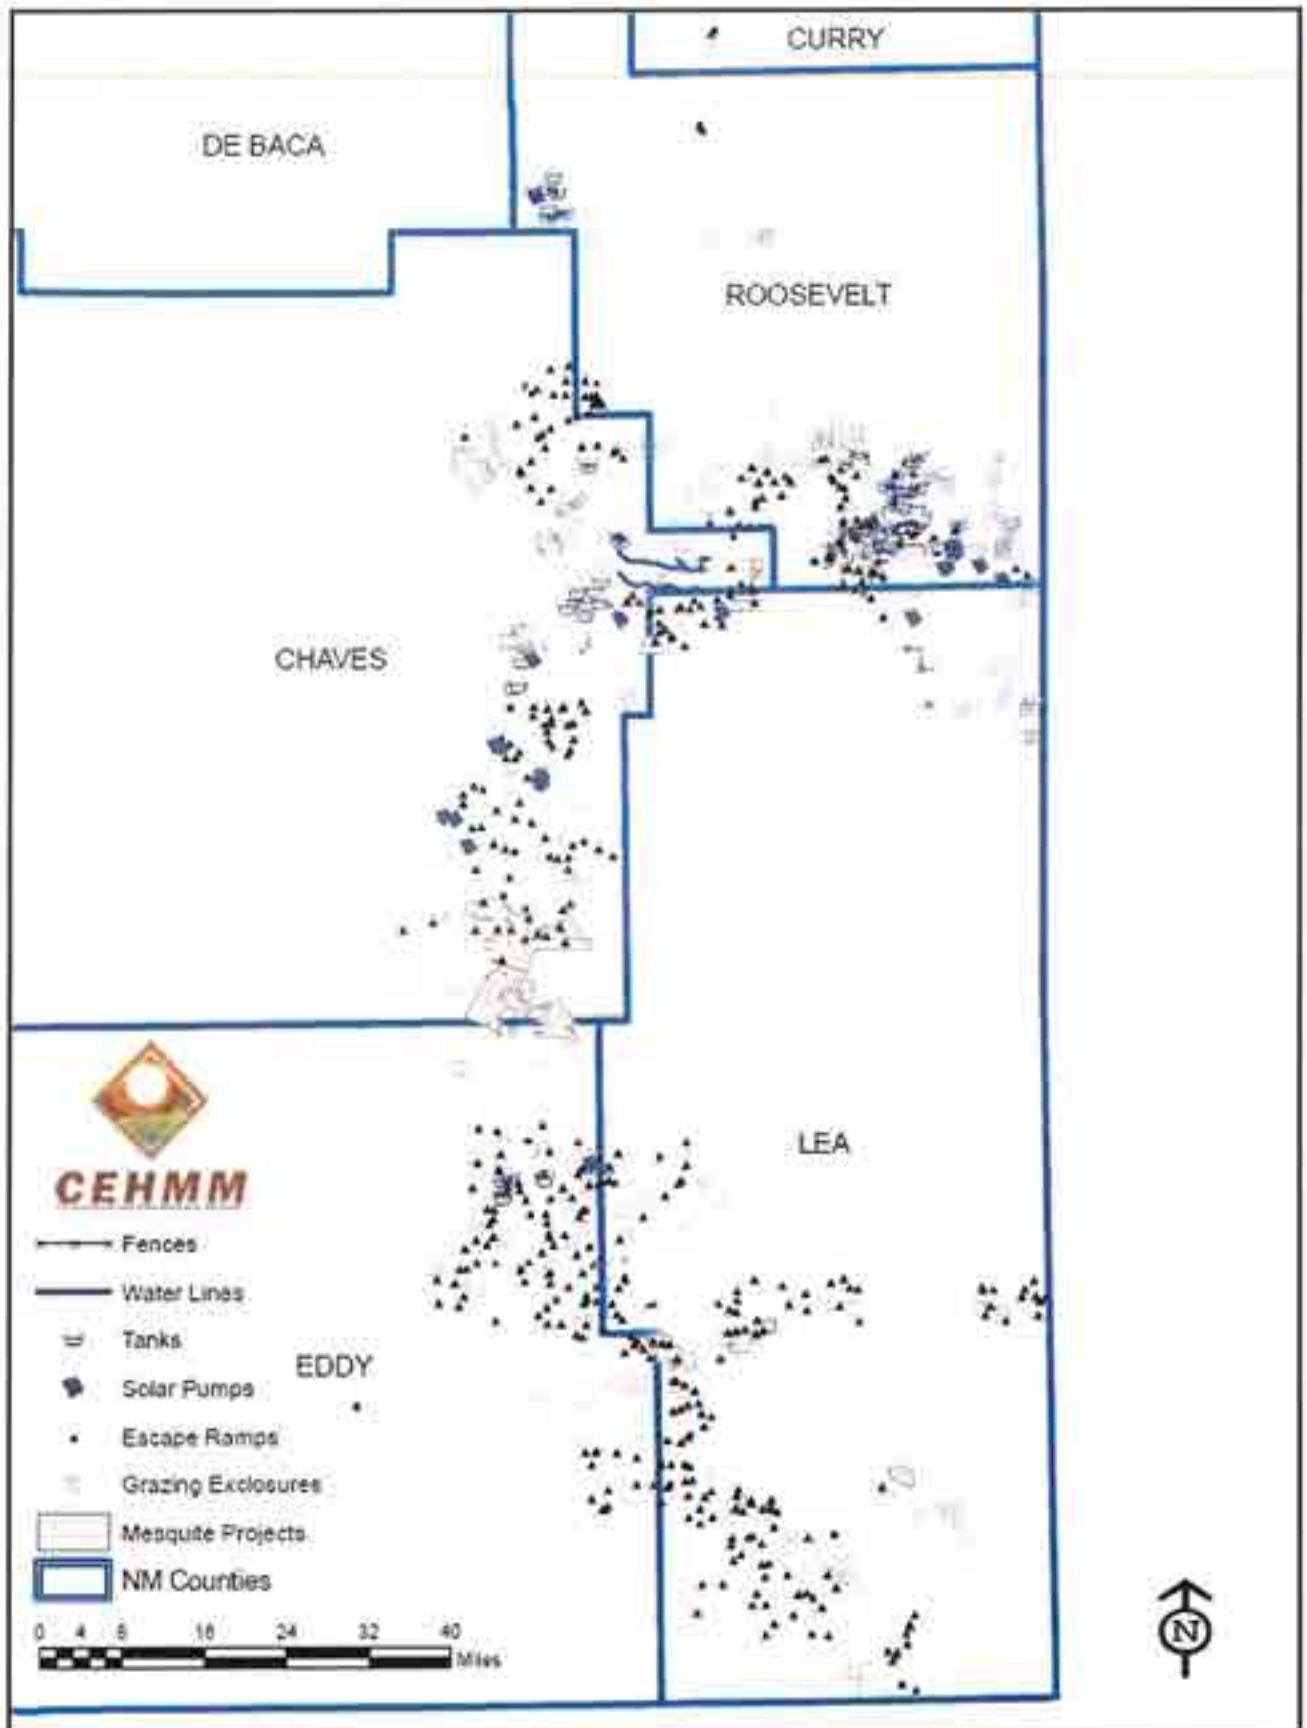 CURRY
DE BACA
ROOSEVELT
CHAVES
LEA
CEHMM
Fences
Water Lines
Tanks
EDDY
Solar Pumps
Escape Ramps
Grazing Exclosures
Mesquite Projects
NM Counties
0 4 8 16 24 32 40
Miles
N